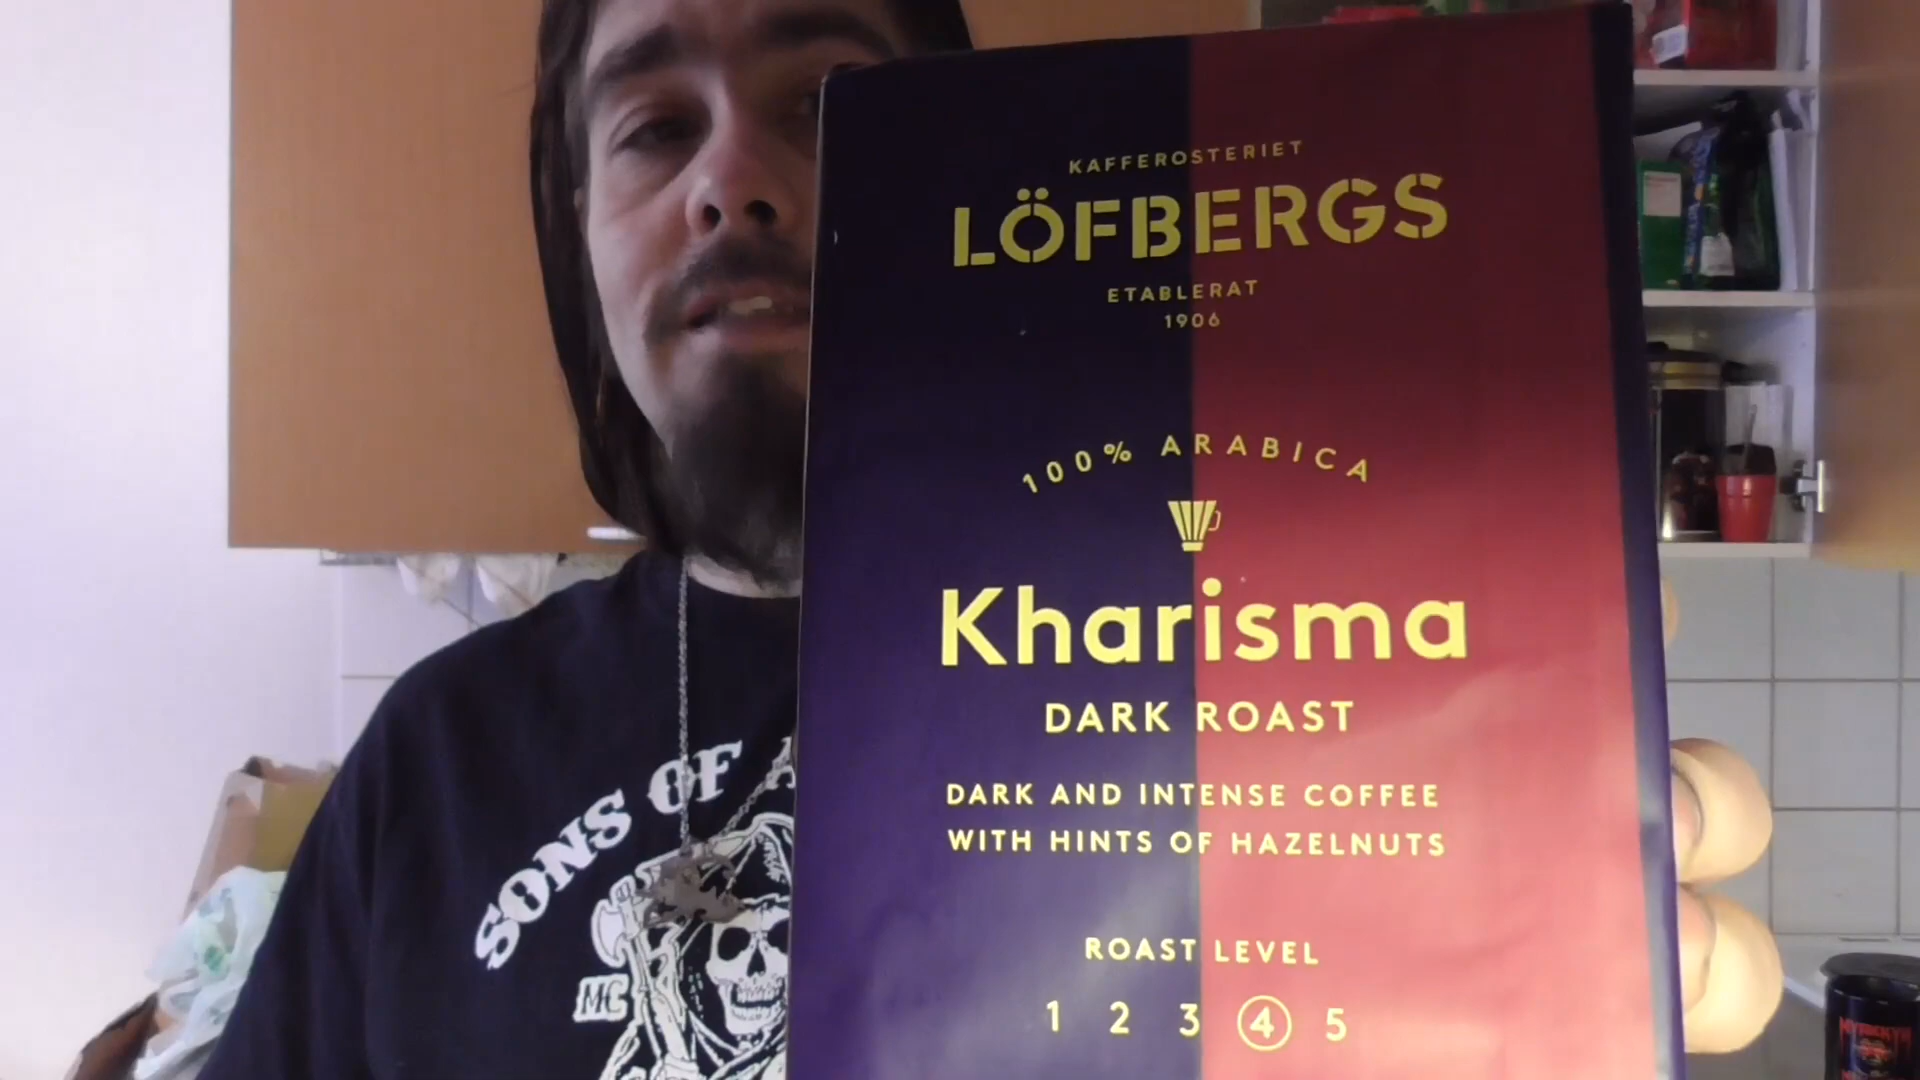 KAFFEROSTERIET
LÖFBERGS
ETABLERAT
1906
100% ARABICA
Kharisma
DARK ROAST
DARK AND INTENSE COFFEE
WITH HINTS OF HAZELNUTS
ROAST LEVEL
1 2 3 4 5
SONS OF A
MC